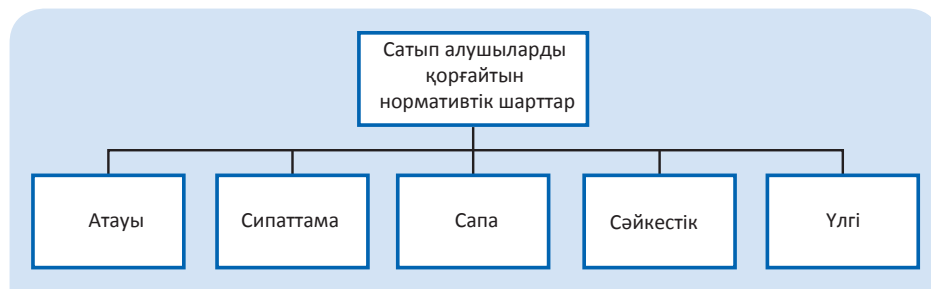 Сатып алушыларды
қорғайтын
нормативтік шарттар
Атауы
Сипаттама
Сапа
Сәйкестік
Үлгі